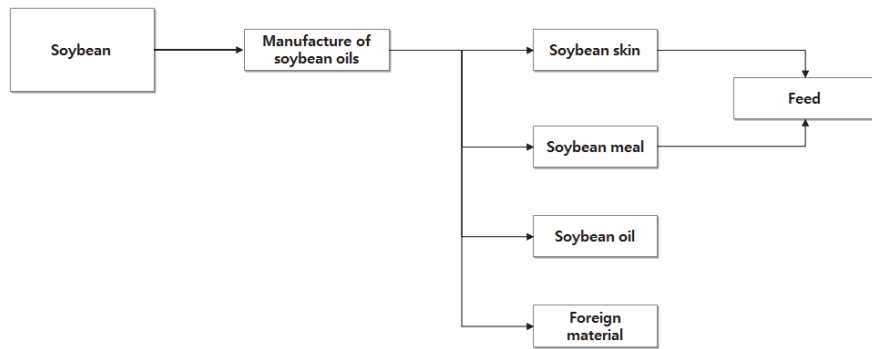 Soybean
Manufacture of
soybean oils
Soybean skin
Feed
Soybean meal
Soybean oil
Foreign
material